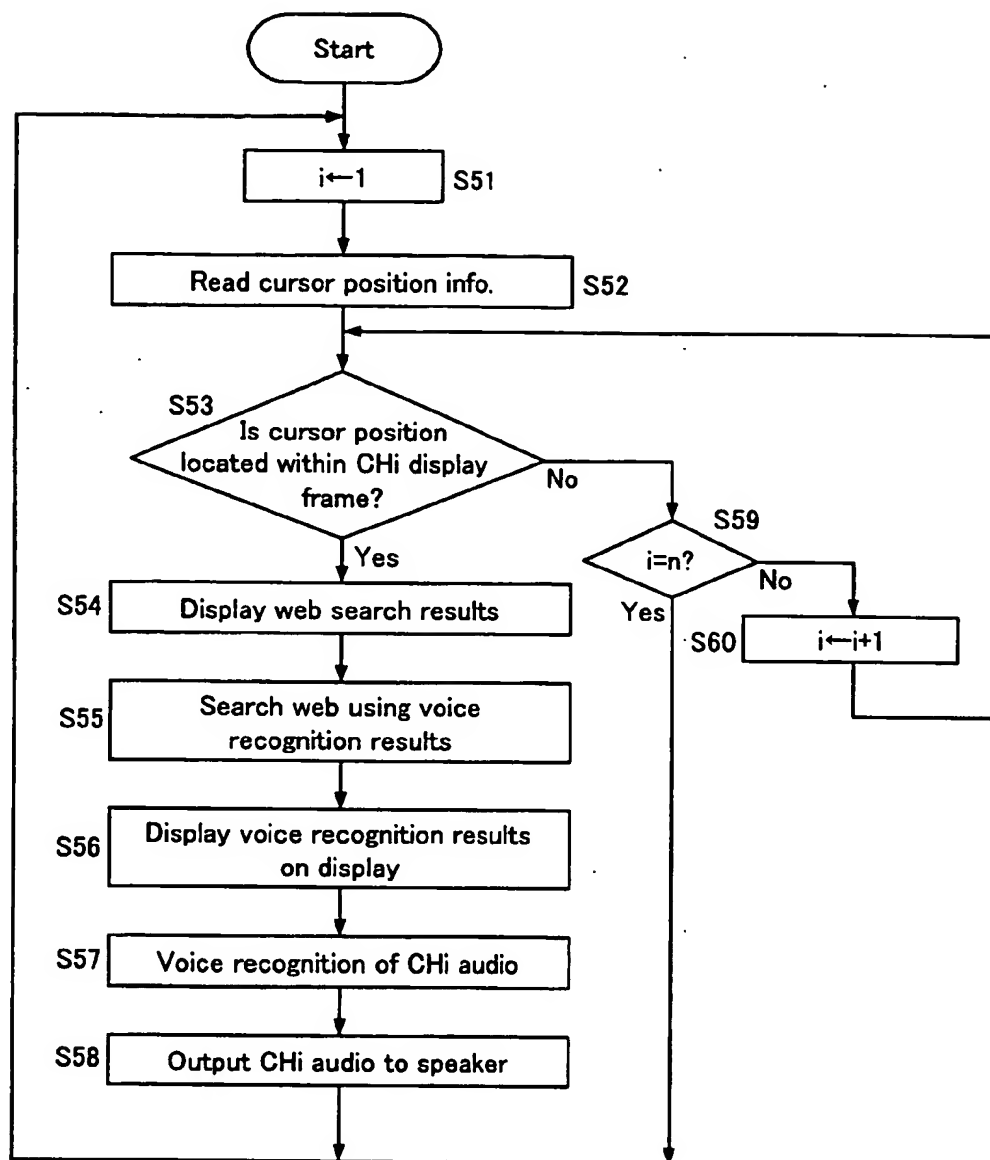 Start
i←1
S51
Read cursor position info.
S52
S53
Is cursor position
located within CHi display
frame?
No
Yes
S59
i=n?
No
Yes
S60
i←i+1
S54
Display web search results
S55
Search web using voice
recognition results
S56
Display voice recognition results
on display
S57
Voice recognition of CHi audio
S58
Output CHi audio to speaker